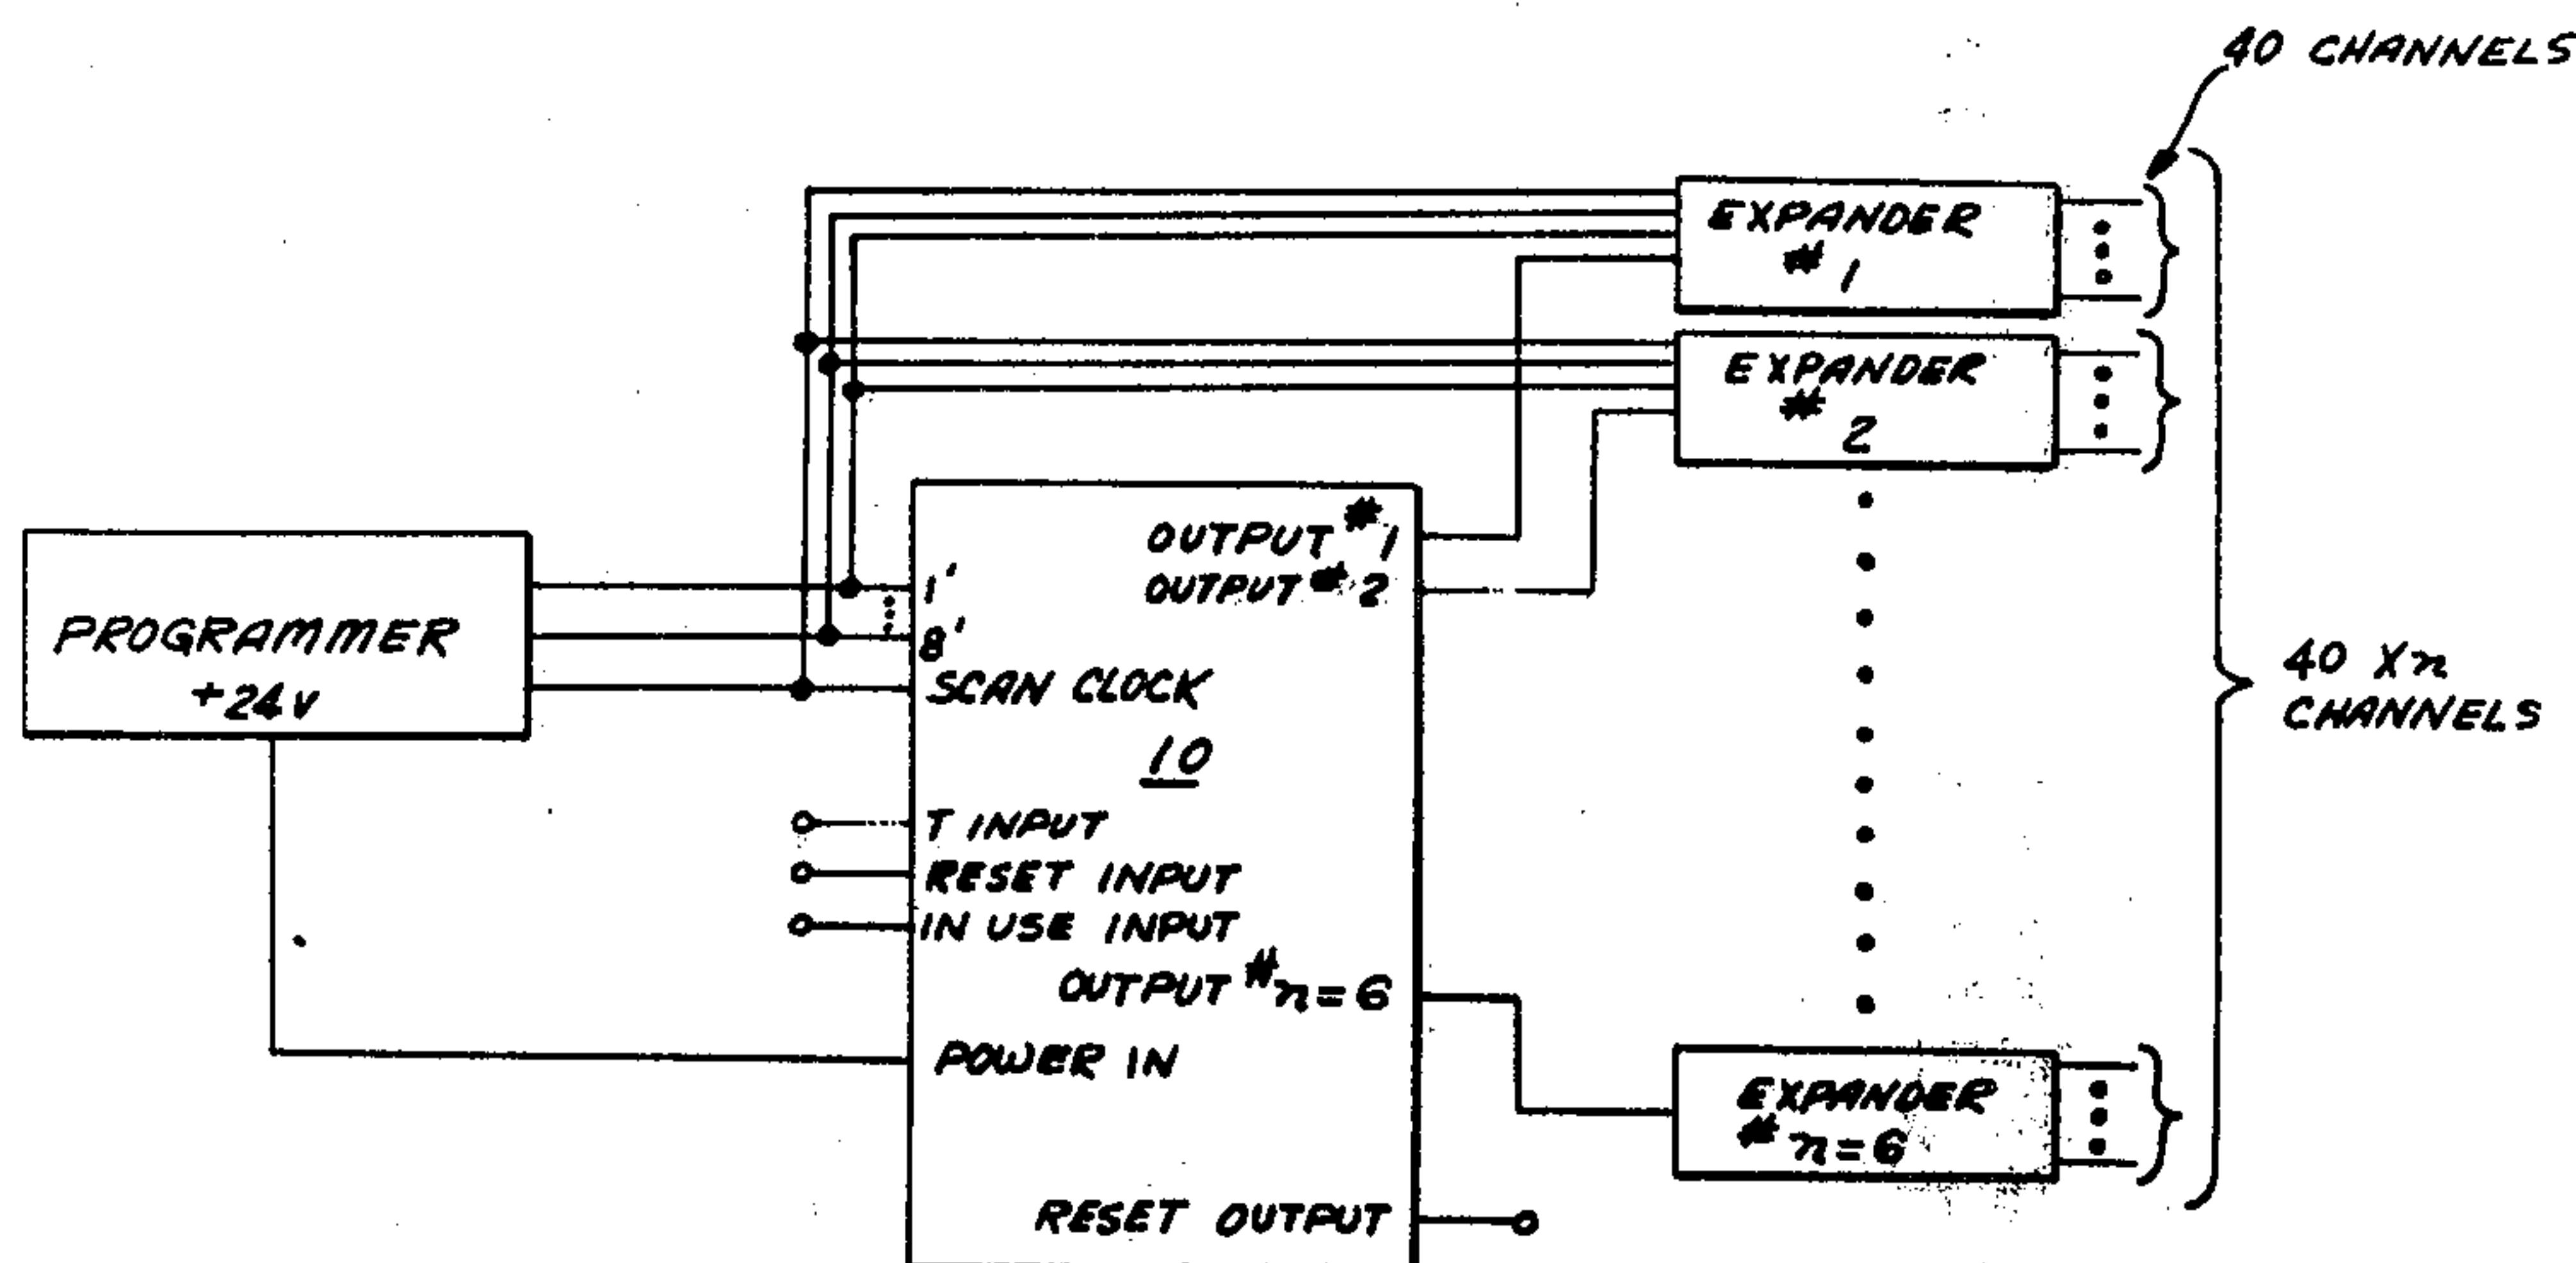 40 CHANNELS
EXPANDER
# 1
EXPANDER
# 2
OUTPUT #1
OUTPUT #2
1'
8'
SCAN CLOCK
10
PROGRAMMER
+24V
T INPUT
RESET INPUT
IN USE INPUT
OUTPUT #n=6
POWER IN
RESET OUTPUT
40 Xn
CHANNELS
EXPANDER
# n=6